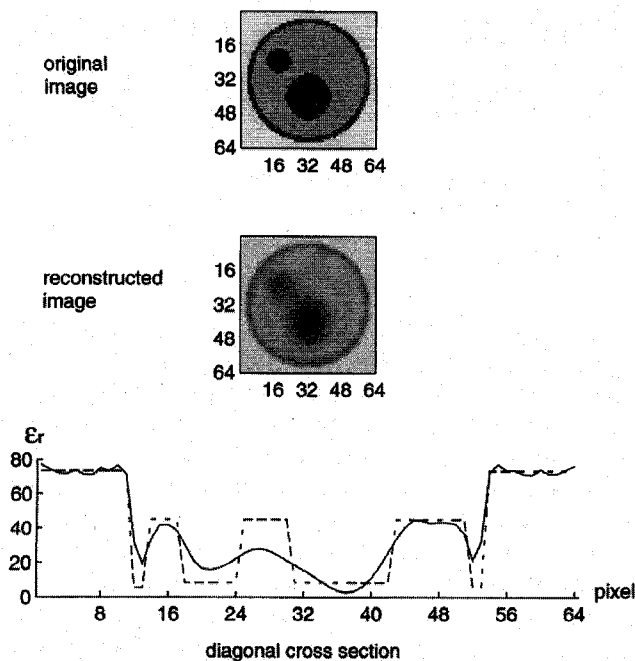 original
image
16
32
48
64
16 32 48 64
reconstructed
image
16
32
48
64
16 32 48 64
εr
80
60
40
20
0
8 16 24 32 40 48 56 64 pixel
diagonal cross section